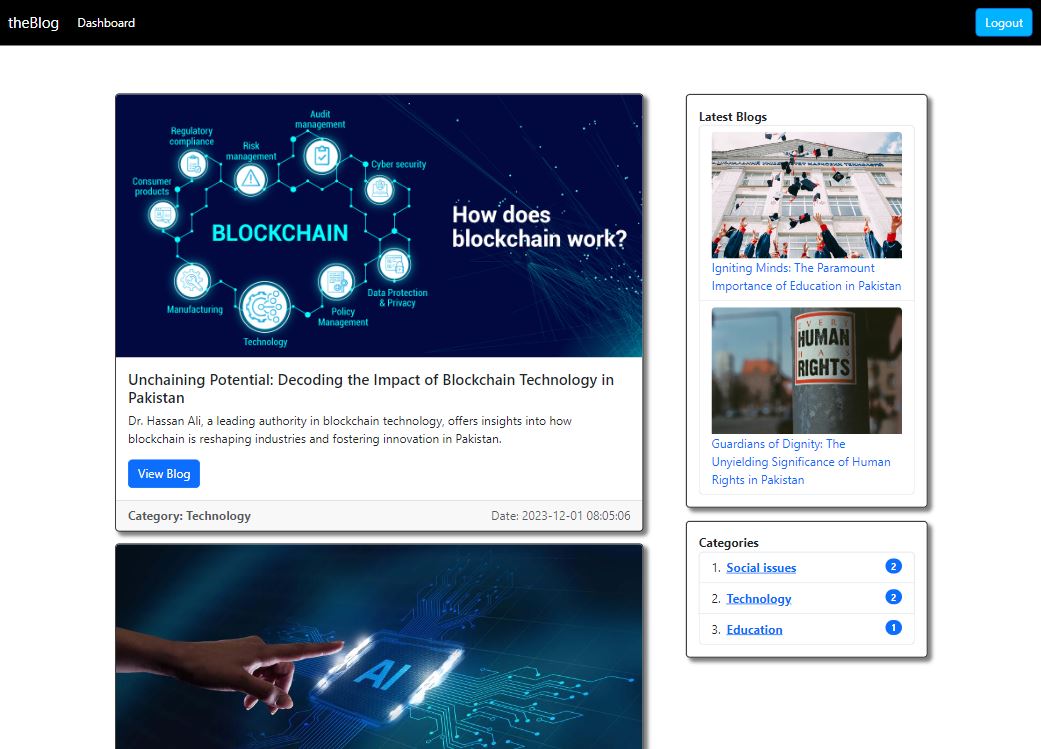 theBlog
Dashboard
Logout
Audit
management
Regulatory
compliance
Risk
management
Cyber security
Consumer
products
BLOCKCHAIN
How does
blockchain work?
Manufacturing
Data Protection
& Privacy
Policy
Management
Technology
Unchaining Potential: Decoding the Impact of Blockchain Technology in
Pakistan
Dr. Hassan Ali, a leading authority in blockchain technology, offers insights into how
blockchain is reshaping industries and fostering innovation in Pakistan.
View Blog
Category: Technology
Date: 2023-12-01 08:05:06
AI
Latest Blogs
Igniting Minds: The Paramount
Importance of Education in Pakistan
EVERY
HUMAN
HAS
RIGHTS
Guardians of Dignity: The
Unyielding Significance of Human
Rights in Pakistan
Categories
1. Social issues 2
2. Technology 2
3. Education 1